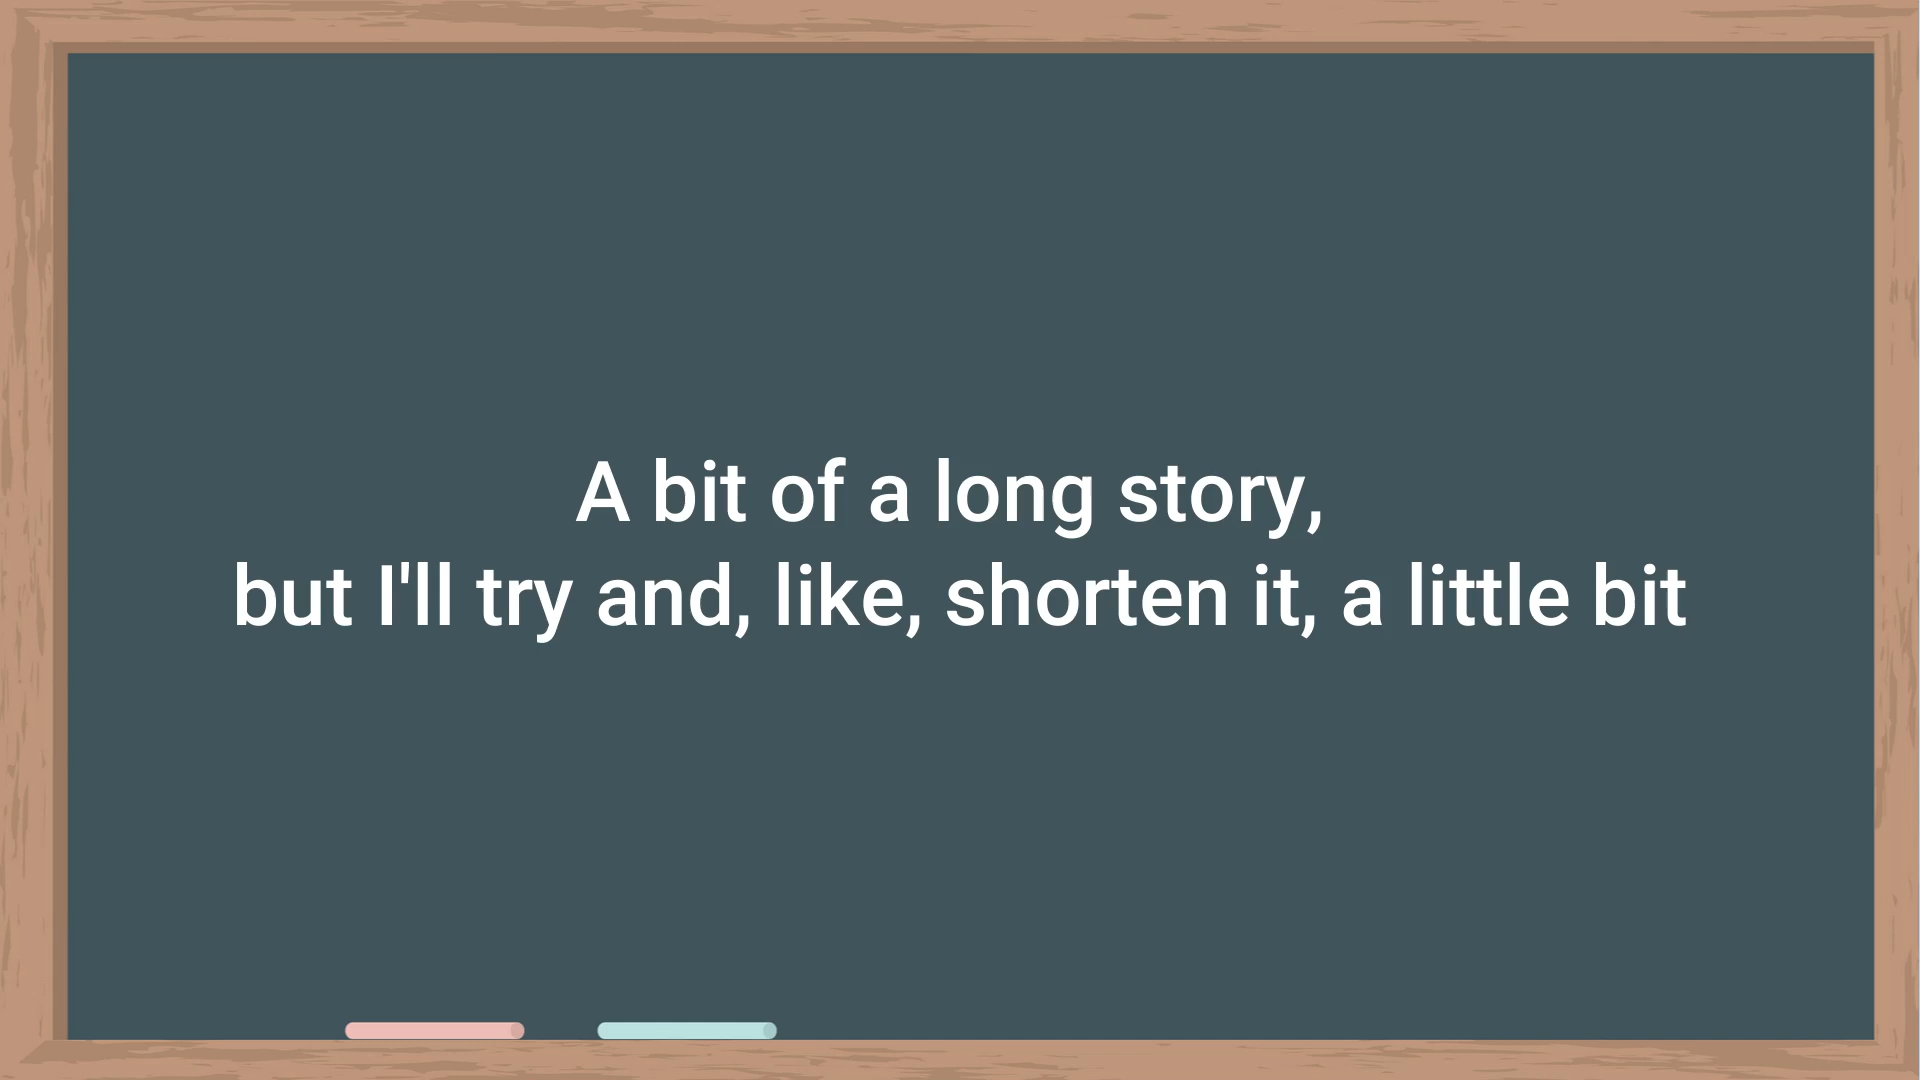 A bit of a long story,
but I'll try and, like, shorten it, a little bit